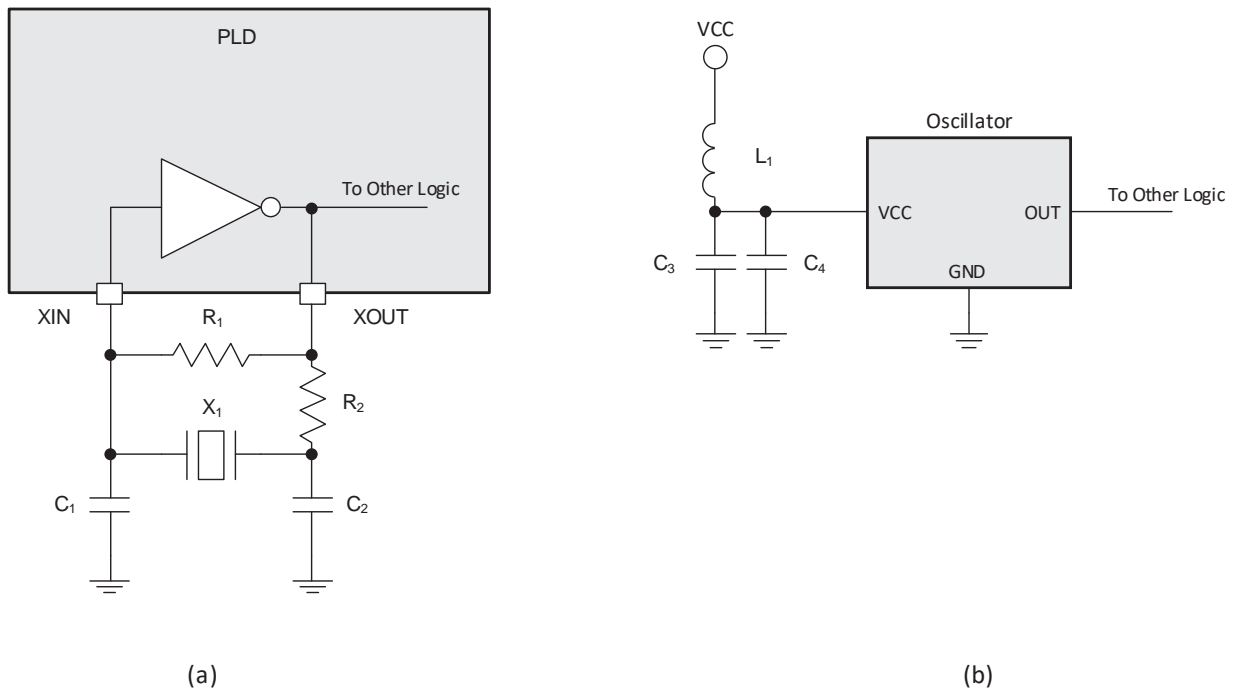 PLD
To Other Logic
XIN
XOUT
R₁
R₂
X₁
C₁
C₂
(a)
VCC
L₁
Oscillator
VCC
OUT
To Other Logic
GND
C₃
C₄
(b)